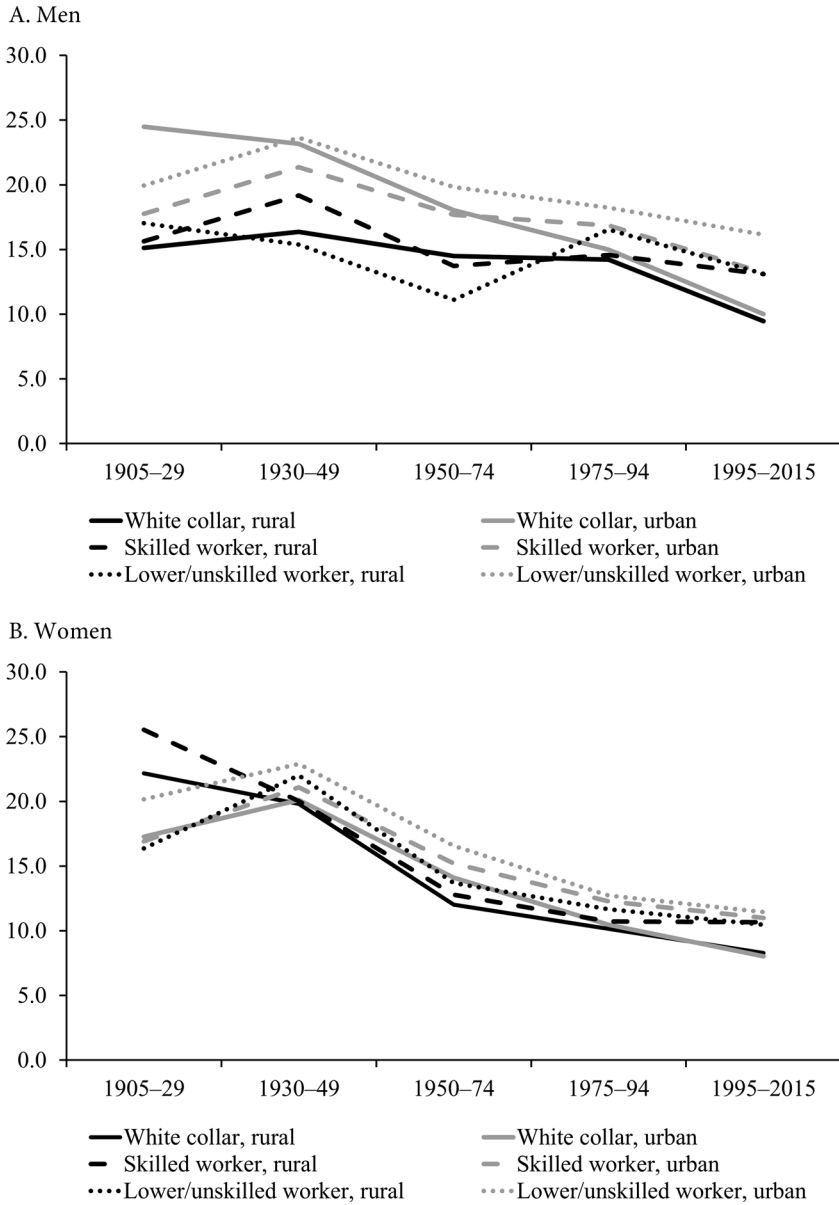 A. Men
30.0
25.0
20.0
15.0
10.0
5.0
0.0
1905–29 1930–49 1950–74 1975–94 1995–2015
White collar, rural White collar, urban
Skilled worker, rural Skilled worker, urban
Lower/unskilled worker, rural Lower/unskilled worker, urban
B. Women
30.0
25.0
20.0
15.0
10.0
5.0
0.0
1905–29 1930–49 1950–74 1975–94 1995–2015
White collar, rural White collar, urban
Skilled worker, rural Skilled worker, urban
Lower/unskilled worker, rural Lower/unskilled worker, urban